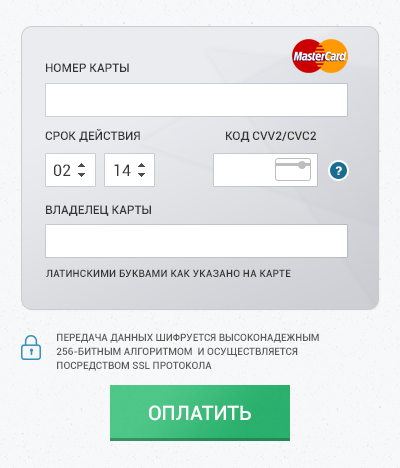 MasterCard
НОМЕР КАРТЫ
СРОК ДЕЙСТВИЯ КОД CVV2/CVC2
02 14 ?
ВЛАДЕЛЕЦ КАРТЫ
ЛАТИНСКИМИ БУКВАМИ КАК УКАЗАНО НА КАРТЕ
ПЕРЕДАЧА ДАННЫХ ШИФРУЕТСЯ ВЫСОКОНАДЕЖНЫМ
256-БИТНЫМ АЛГОРИТМОМ И ОСУЩЕСТВЛЯЕТСЯ
ПОСРЕДСТВОМ SSL ПРОТОКОЛА
ОПЛАТИТЬ